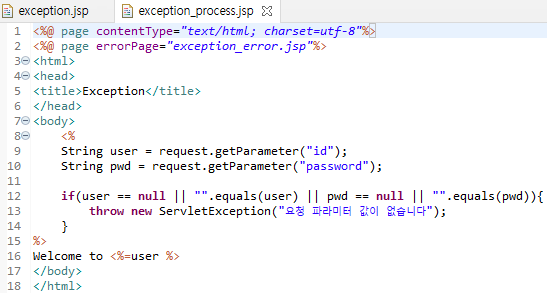 exception.jsp exception_process.jsp
1 <%@ page contentType="text/html; charset=utf-8"%>
2 <%@ page errorPage="exception_error.jsp"%>
3 <html>
4 <head>
5 <title>Exception</title>
6 </head>
7 <body>
8 <%
9 String user = request.getParameter("id");
10 String pwd = request.getParameter("password");
11
12 if(user == null || "".equals(user) || pwd == null || "".equals(pwd)){
13 throw new ServletException("요청 파라미터 값이 없습니다");
14 }
15 %>
16 Welcome to <%=user %>
17 </body>
18 </html>